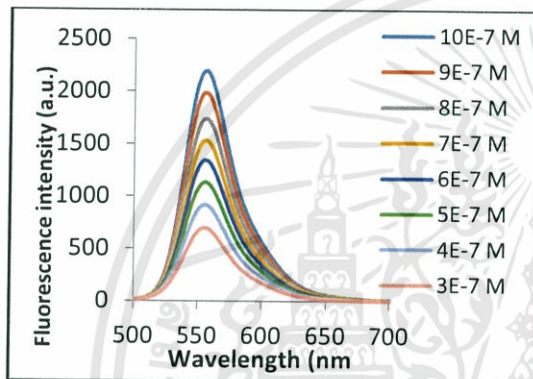 Fluorescence intensity (a.u.)
2500
2000
1500
1000
500
0
500 550 600 650 700
Wavelength (nm
10E-7 M
9E-7 M
8E-7 M
7E-7 M
6E-7 M
5E-7 M
4E-7 M
3E-7 M